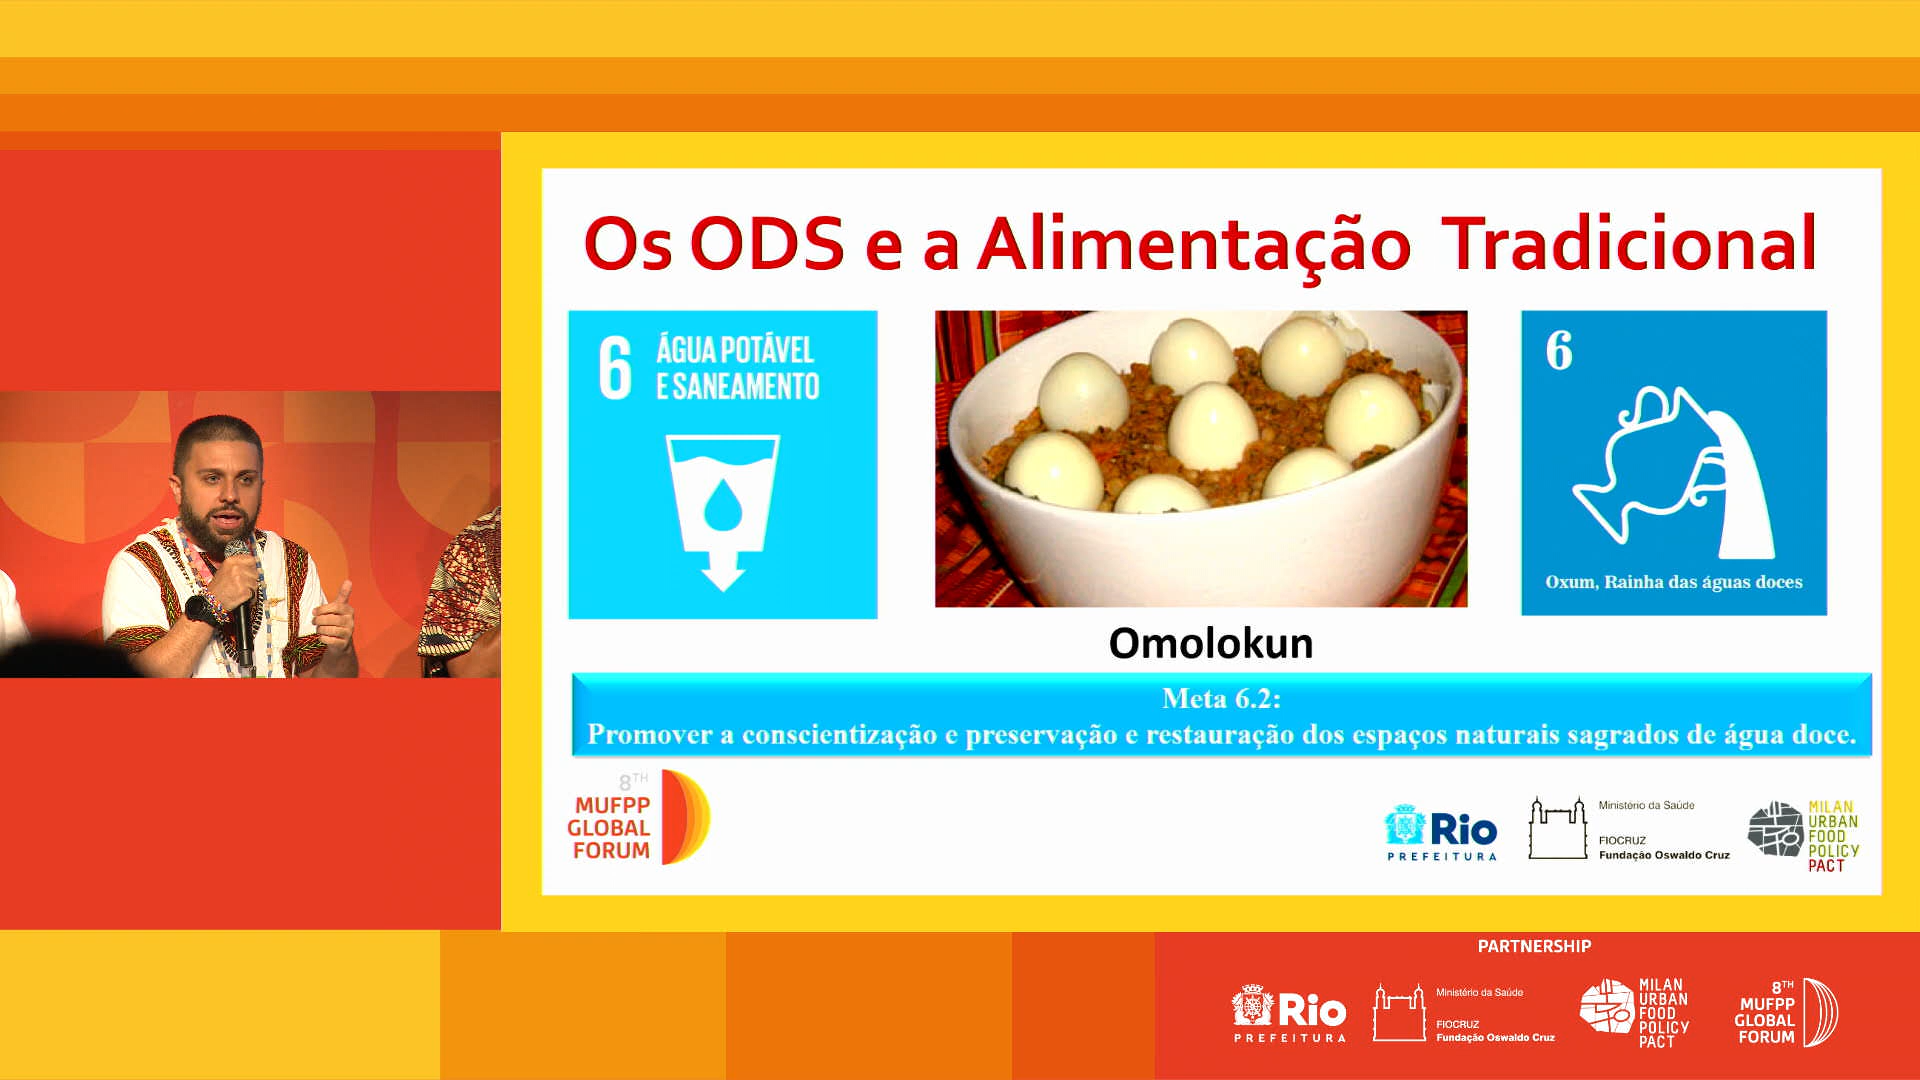 Os ODS e a Alimentação Tradicional
6 ÁGUA POTÁVEL
E SANEAMENTO
6
Oxum, Rainha das águas doces
Omolokun
Meta 6.2:
Promover a conscientização e preservação e restauração dos espaços naturais sagrados de água doce.
8TH
MUFPP
GLOBAL
FORUM
Rio
PREFEITURA
Ministério da Saúde
FIOCRUZ
Fundação Oswaldo Cruz
MILAN
URBAN
FOOD
POLICY
PACT
PARTNERSHIP
Rio
PREFEITURA
Ministério da Saúde
FIOCRUZ
Fundação Oswaldo Cruz
MILAN
URBAN
FOOD
POLICY
PACT
8TH
MUFPP
GLOBAL
FORUM